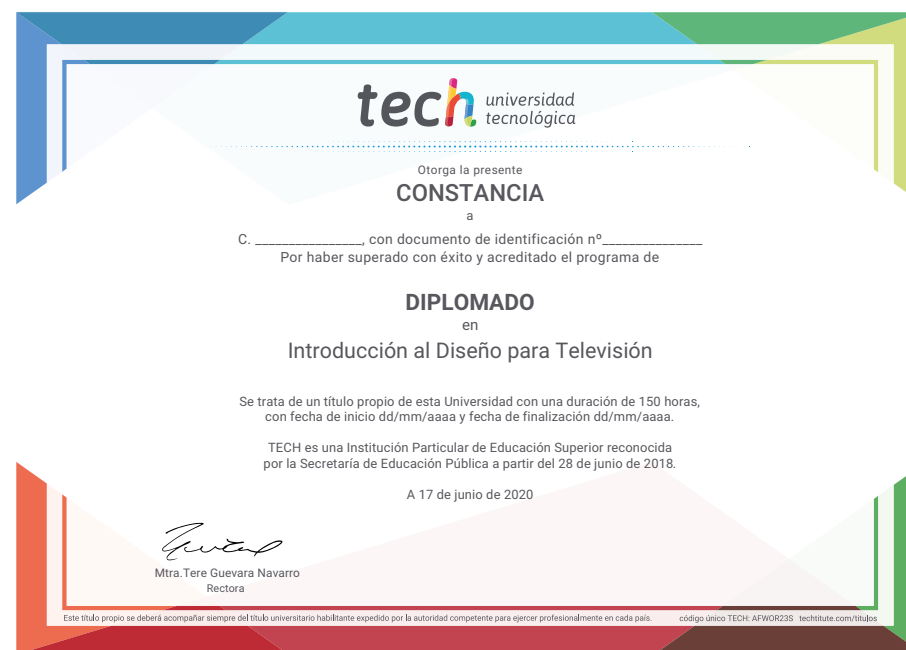 tech universidad
tecnológica
Otorga la presente
CONSTANCIA
a
C. ________________, con documento de identificación nº_______________
Por haber superado con éxito y acreditado el programa de
DIPLOMADO
en
Introducción al Diseño para Televisión
Se trata de un título propio de esta Universidad con una duración de 150 horas,
con fecha de inicio dd/mm/aaaa y fecha de finalización dd/mm/aaaa.
TECH es una Institución Particular de Educación Superior reconocida
por la Secretaría de Educación Pública a partir del 28 de junio de 2018.
A 17 de junio de 2020
Mtra.Tere Guevara Navarro
Rectora
Este título propio se deberá acompañar siempre del título universitario habilitante expedido por la autoridad competente para ejercer profesionalmente en cada país. código único TECH: AFWOR23S techtitute.com/titulos